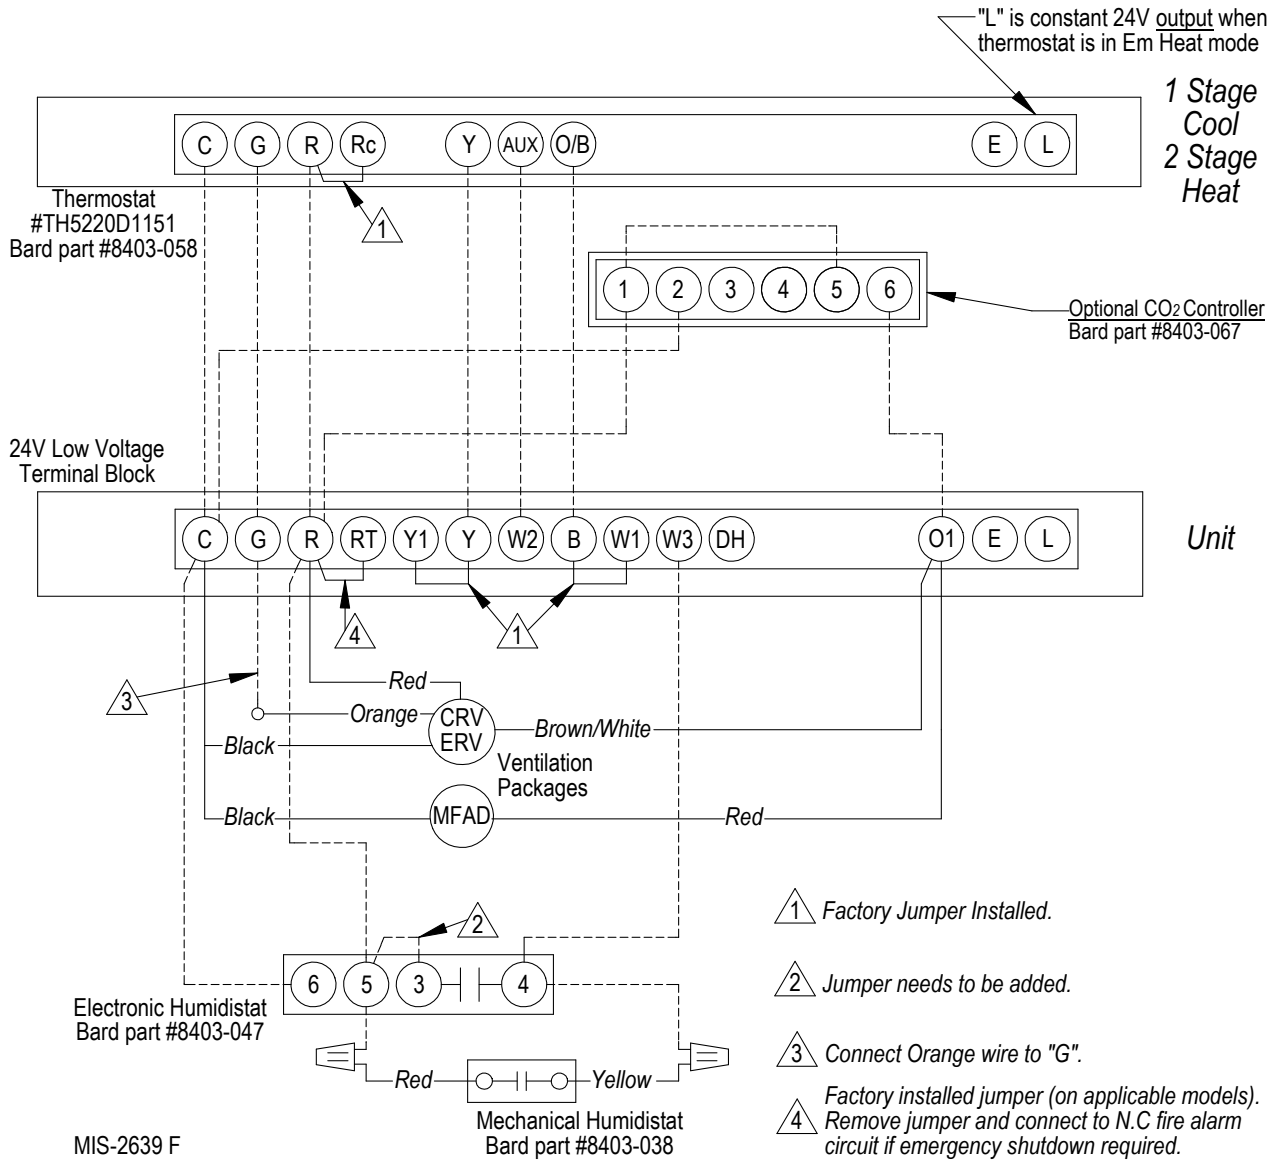 "L" is constant 24V output when
thermostat is in Em Heat mode
1 Stage
Cool
2 Stage
Heat
C G R Rc Y AUX O/B E L
Thermostat
#TH5220D1151
Bard part #8403-058
1
1 2 3 4 5 6
Optional CO2 Controller
Bard part #8403-067
24V Low Voltage
Terminal Block
C G R RT Y1 Y W2 B W1 W3 DH O1 E L
Unit
4
1
3
Red
Orange
CRV
ERV
Brown/White
Black
Ventilation
Packages
Black
MFAD
Red
2
1 Factory Jumper Installed.
6 5 3 4
2 Jumper needs to be added.
Electronic Humidistat
Bard part #8403-047
3 Connect Orange wire to "G".
Red
Yellow
Mechanical Humidistat
Bard part #8403-038
4 Factory installed jumper (on applicable models).
Remove jumper and connect to N.C fire alarm
circuit if emergency shutdown required.
MIS-2639 F